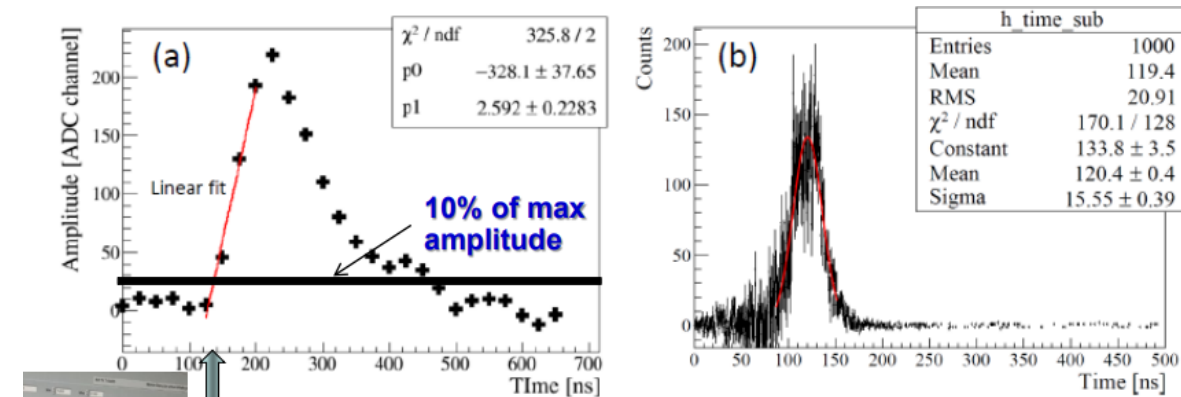 (a)
χ² / ndf 325.8 / 2
p0 −328.1 ± 37.65
p1 2.592 ± 0.2283
Amplitude [ADC channel]
200
150
100
50
0
Linear fit
10% of max
amplitude
0 100 200 300 400 500 600 700
TIme [ns]
(b)
h_time_sub
Entries 1000
Mean 119.4
RMS 20.91
χ² / ndf 170.1 / 128
Constant 133.8 ± 3.5
Mean 120.4 ± 0.4
Sigma 15.55 ± 0.39
Counts
200
150
100
50
0
0 50 100 150 200 250 300 350 400 450 500
Time [ns]